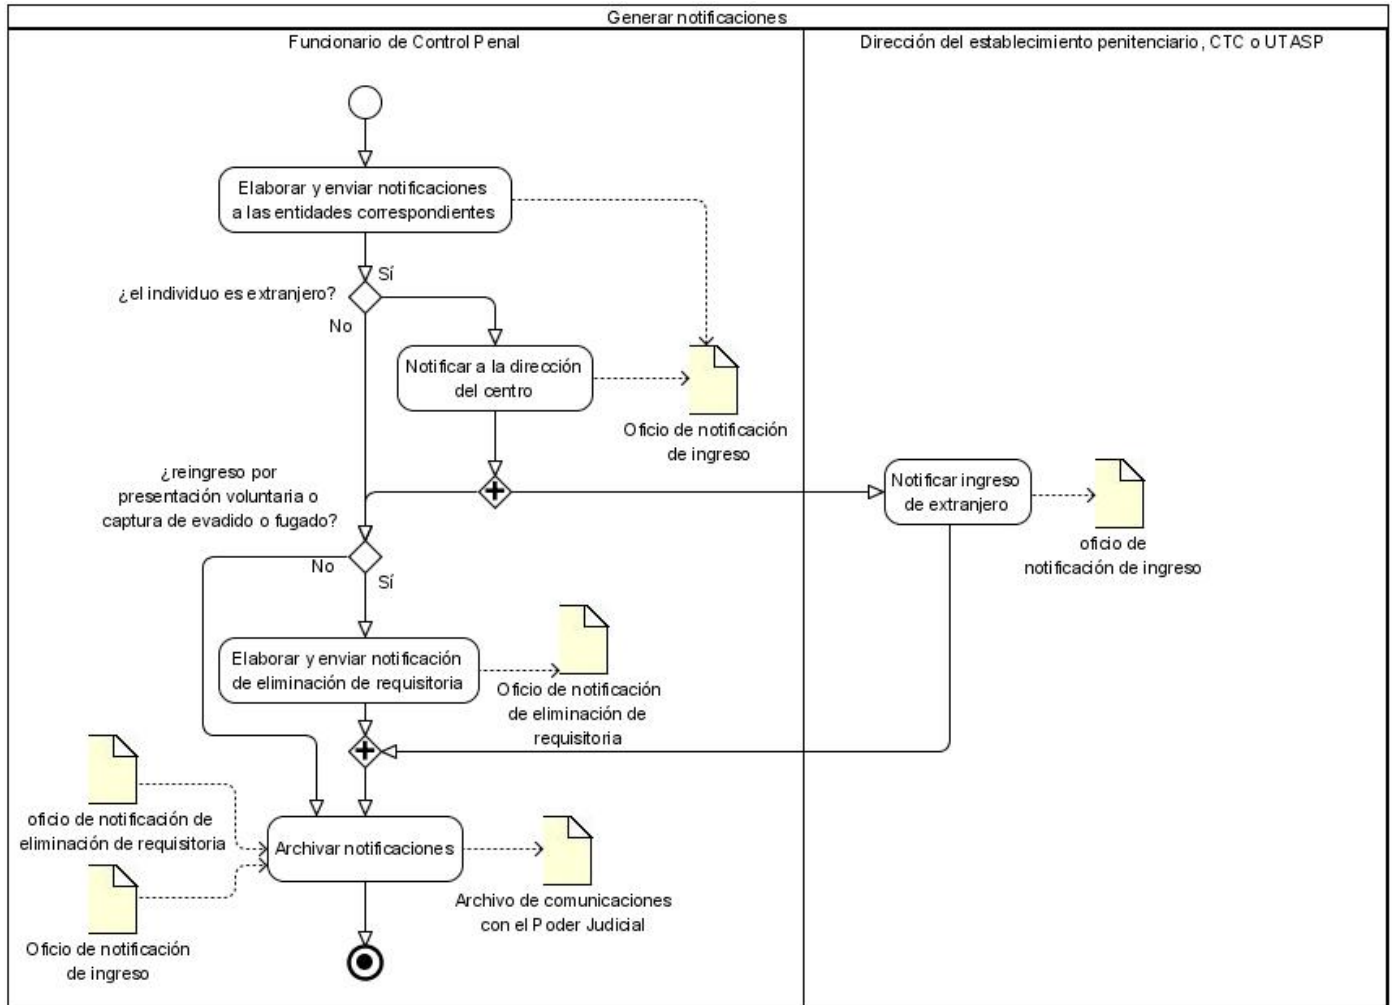 Generar notificaciones
Funcionario de Control Penal
Dirección del establecimiento penitenciario, CTC o UTASP
Elaborar y enviar notificaciones
a las entidades correspondientes
Sí
¿el individuo es extranjero?
No
Notificar a la dirección
del centro
Oficio de notificación
de ingreso
¿reingreso por
presentación voluntaria o
captura de evadido o fugado?
Notificar ingreso
de extranjero
oficio de
notificación de ingreso
No
Sí
Elaborar y enviar notificación
de eliminación de requisitoria
Oficio de notificación
de eliminación de
requisitoria
oficio de notificación de
eliminación de requisitoria
Archivar notificaciones
Archivo de comunicaciones
con el Poder Judicial
Oficio de notificación
de ingreso